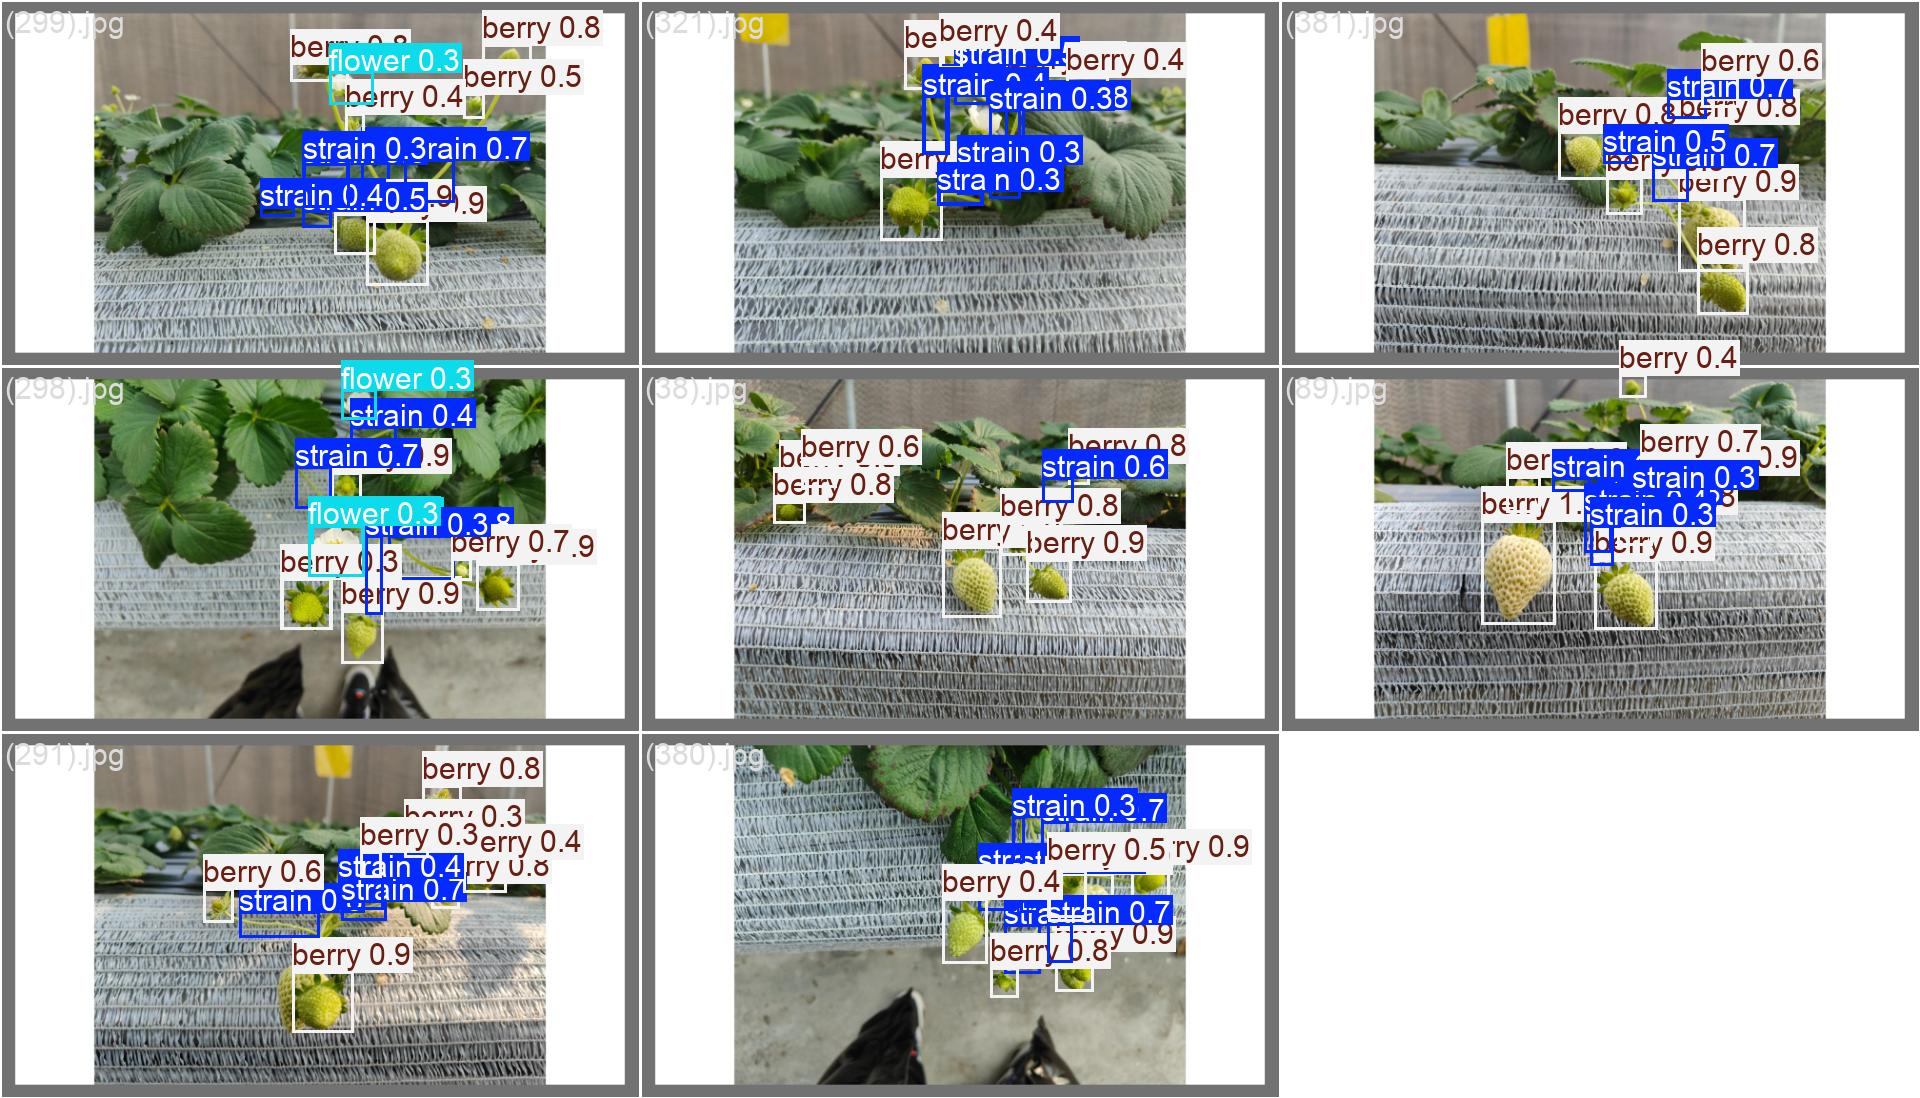 (299).jpg
berry 0.8
flower 0.3
berry 0.8
berry 0.5
berry 0.4
strain 0.3
rain 0.7
strain 0.4
0.5
0.9
(321).jpg
berry 0.4
be
strain 0.
berry 0.4
strain 0.4
strain 0.38
berry
strain 0.3
stra n 0.3
(381).jpg
berry 0.6
strain 0.7
berry 0.8
berry 0.8
strain 0.5
strain 0.7
berry 0.9
berry 0.8
(298).jpg
flower 0.3
strain 0.4
strain 0.7
.9
flower 0.3
strain 0.3
8
berry 0.7
.9
berry 0.3
berry 0.9
(38).jpg
berry 0.6
berry 0.8
berry 0.8
strain 0.6
berry 0.8
berry
berry 0.9
(89).jpg
berry 0.4
berry 0.7
0.9
ber
strain
strain 0.3
berry 1.
strain 0.3
berry 0.9
(291).jpg
berry 0.8
berry 0.3
berry 0.3
erry 0.4
rry 0.8
berry 0.6
strain 0.4
strain 0.7
strain 0
berry 0.9
(380).jpg
strain 0.3
.7
berry 0.5
ry 0.9
berry 0.4
stra
strain 0.7
y 0.9
berry 0.8